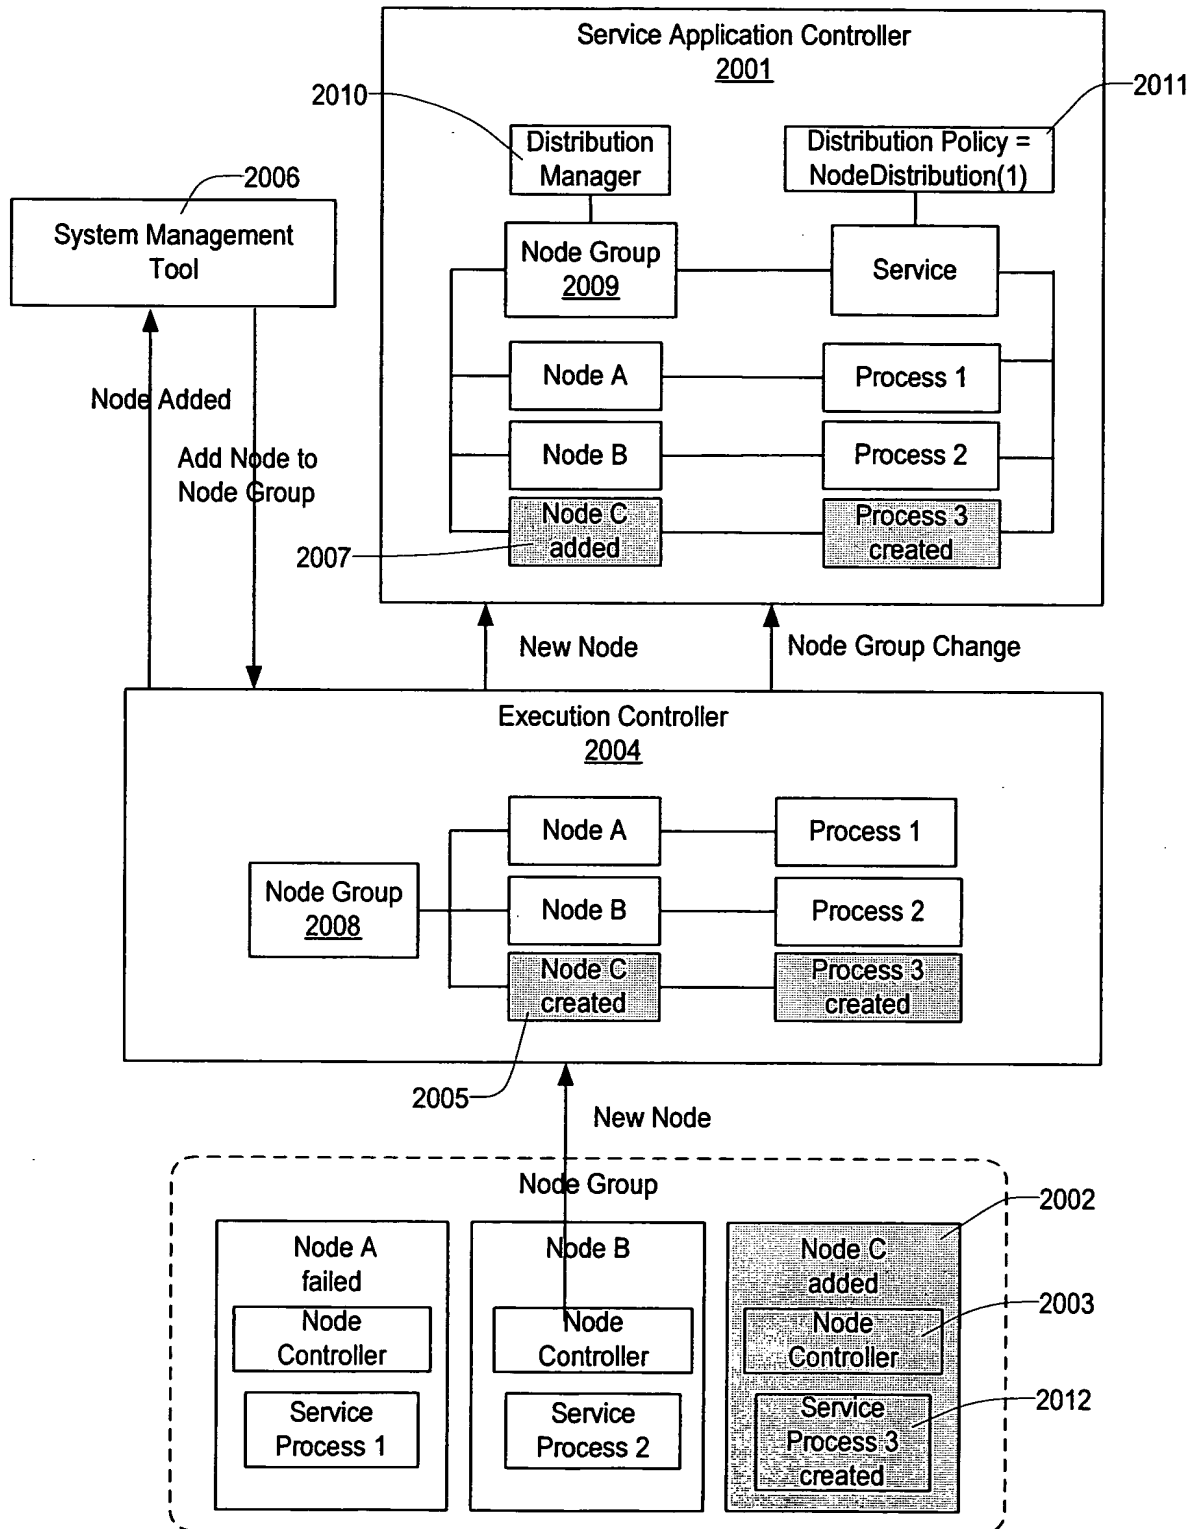 Service Application Controller
2001
2010
2011
Distribution
Manager
Distribution Policy =
NodeDistribution(1)
2006
System Management
Tool
Node Group
2009
Service
Node A
Process 1
Node Added
Node B
Process 2
Add Node to
Node Group
Node C
added
Process 3
created
2007
New Node
Node Group Change
Execution Controller
2004
Node A
Process 1
Node Group
2008
Node B
Process 2
Node C
created
Process 3
created
2005
New Node
Node Group
2002
Node A
failed
Node B
Node C
added
2003
Node
Controller
Node
Controller
Node
Controller
2012
Service
Process 1
Service
Process 2
Service
Process 3
created